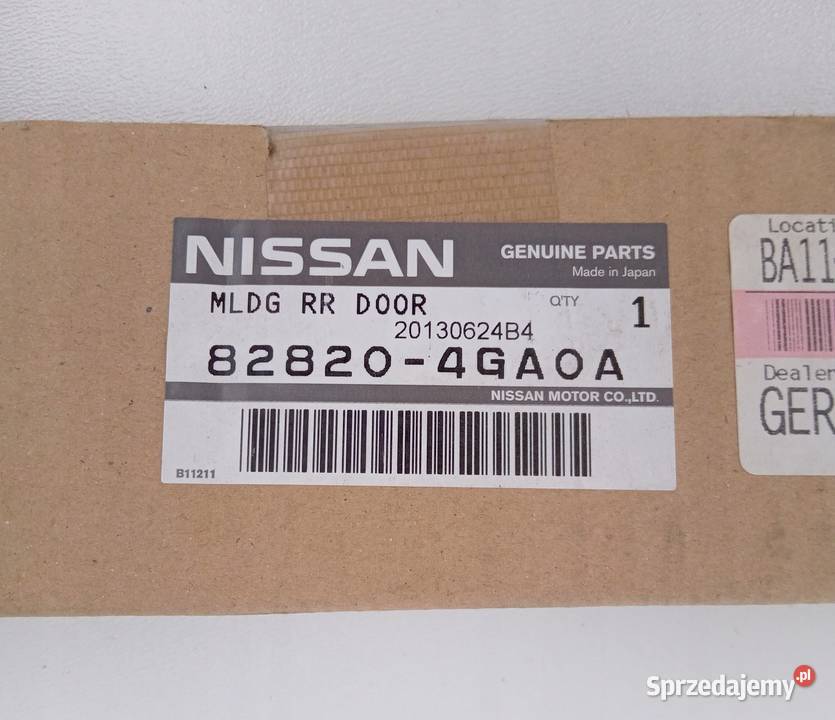 NISSAN
GENUINE PARTS
Made in Japan
MLDG RR DOOR
Q'TY
1
20130624B4
82820-4GA0A
NISSAN MOTOR CO.,LTD.
B11211
Locati
BA11
Dealer
GER
Sprzedajemy.pl